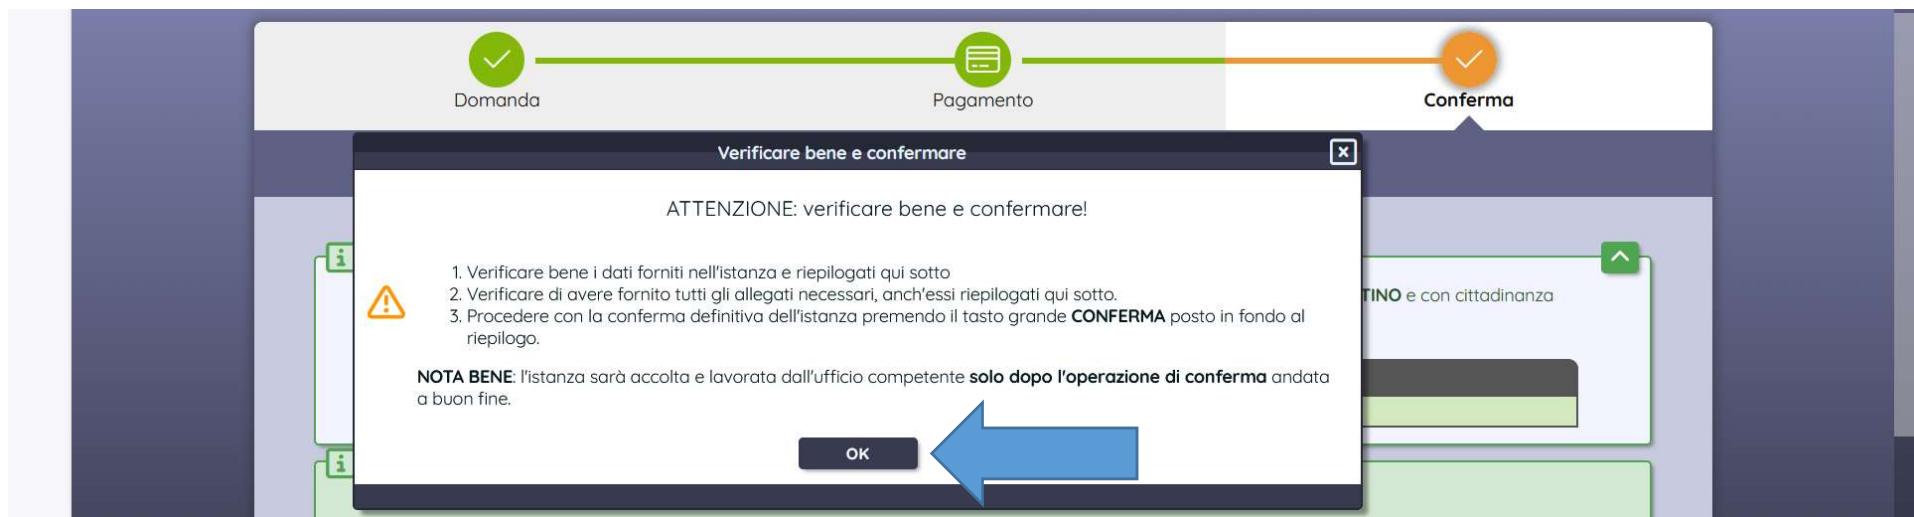 Domanda
Pagamento
Conferma
Verificare bene e confermare
ATTENZIONE: verificare bene e confermare!
1. Verificare bene i dati forniti nell'istanza e riepilogati qui sotto
2. Verificare di avere fornito tutti gli allegati necessari, anch'essi riepilogati qui sotto.
3. Procedere con la conferma definitiva dell'istanza premendo il tasto grande CONFERMA posto in fondo al
riepilogo.
TINO e con cittadinanza
NOTA BENE: l'istanza sarà accolta e lavorata dall'ufficio competente solo dopo l'operazione di conferma andata
a buon fine.
OK